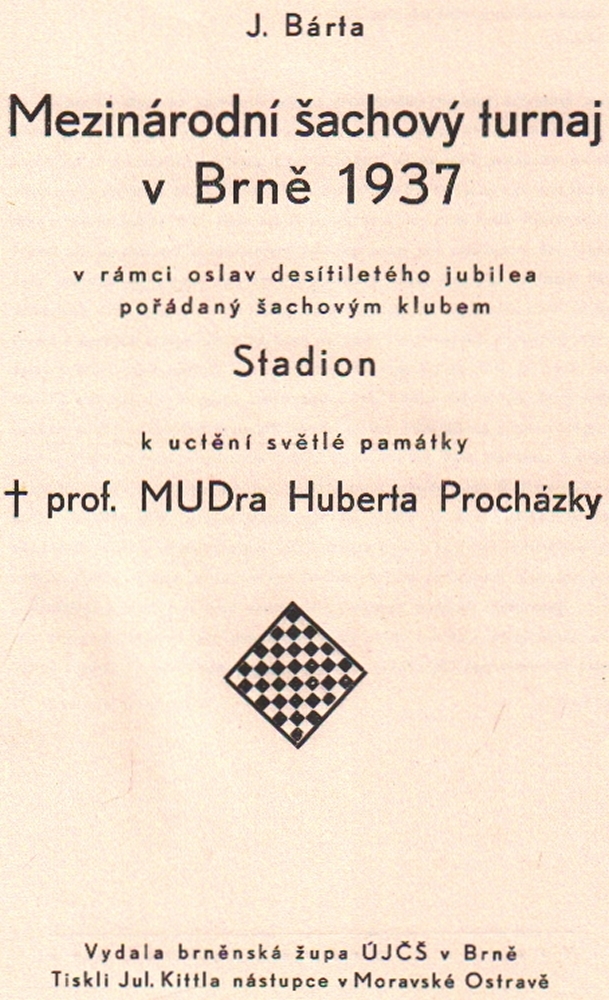 J. Bárta
Mezinárodní šachový turnaj
v Brně 1937
v rámci oslav desítiletého jubilea
pořádaný šachovým klubem
Stadion
k uctění světlé památky
† prof. MUDra Huberta Procházky
Vydala brněnská župa ÚJČŠ v Brně
Tiskli Jul. Kittla nástupce v Moravské Ostravě